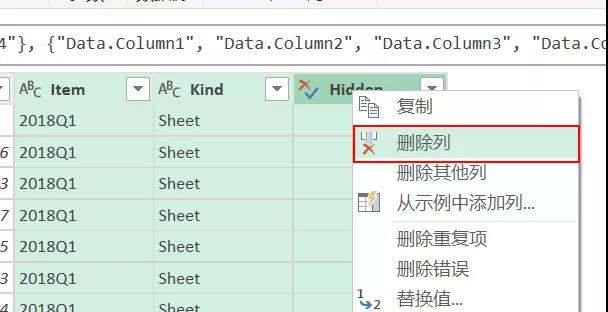 4"}, {"Data.Column1", "Data.Column2", "Data.Column3", "Data.Co
ABC Item ABC Kind Hidden
2018Q1 Sheet
6 2018Q1 Sheet
3 2018Q1 Sheet
7 2018Q1 Sheet
5 2018Q1 Sheet
3 2018Q1 Sheet
4 2018Q1 Sheet
复制
删除列
删除其他列
从示例中添加列...
删除重复项
删除错误
1 2 替换值...